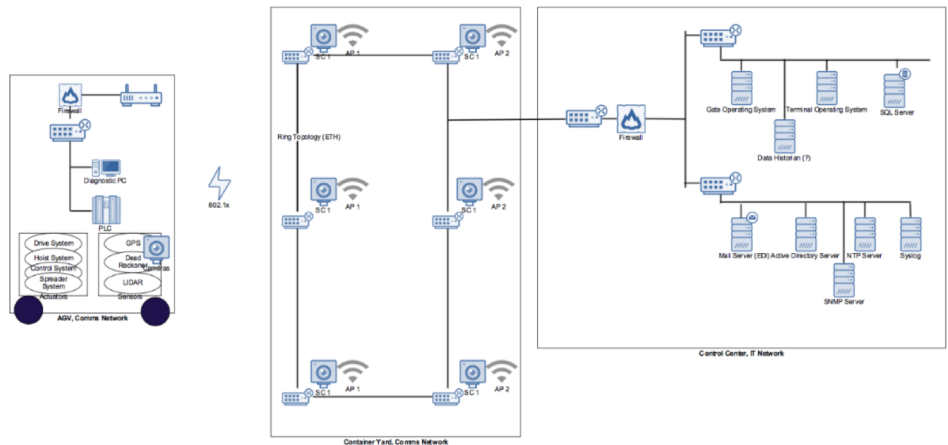 Firewall
Diagnostic PC
PLC
Drive System
Hoist System
Control System
Spreader
System
Actuators
GPS
Dead
Reckoner
LIDAR
Sensors
Cameras
AGV, Comms Network
802.1x
SC 1
AP 1
SC 1
AP 2
Ring Topology (ETH)
SC 1
AP 1
SC 1
AP 2
SC 1
AP 1
SC 1
AP 2
Container Yard, Comms Network
Firewall
Gate Operating System
Terminal Operating System
SQL Server
Data Historian (?)
Mail Server (EDI)
Active Directory Server
NTP Server
Syslog
SNMP Server
Control Center, IT Network